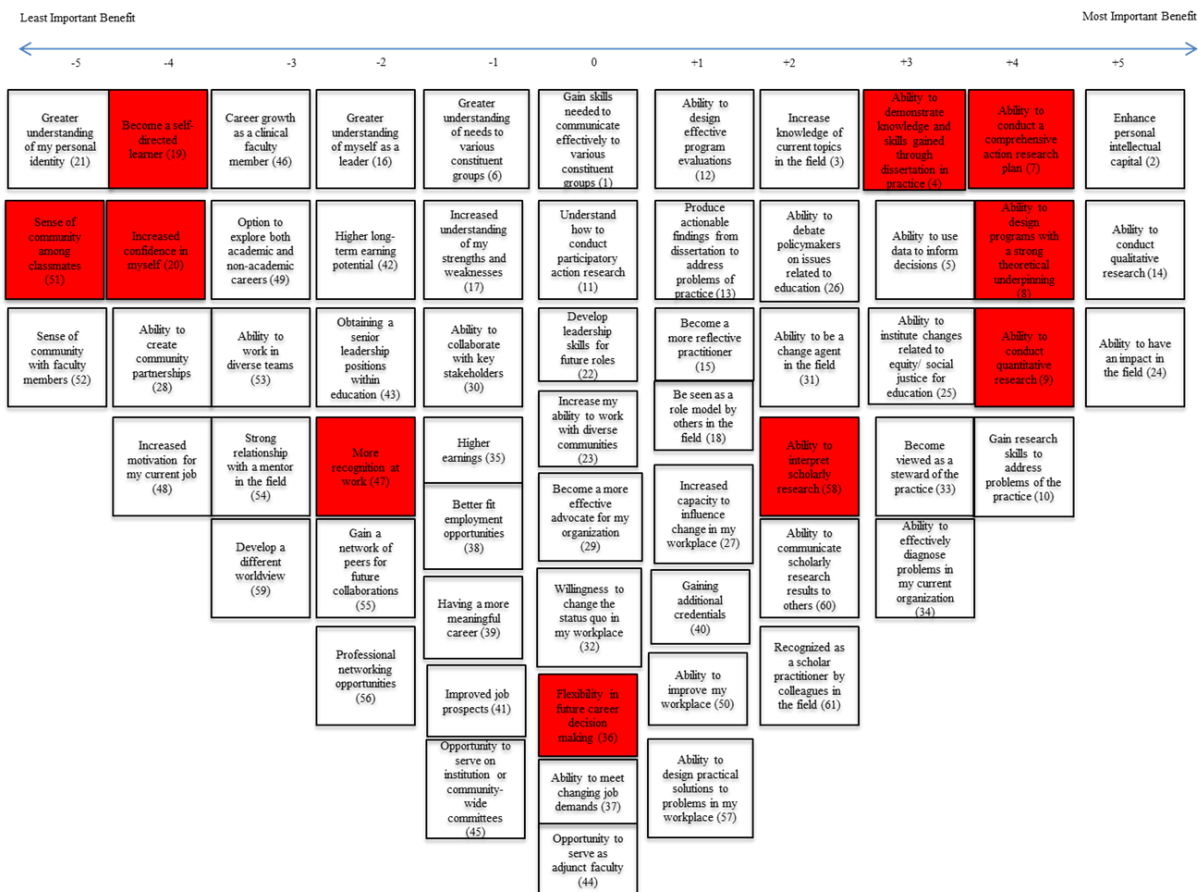 Least Important Benefit
Most Important Benefit
-5
-4
-3
-2
-1
0
+1
+2
+3
+4
+5
Greater
understanding
of my personal
identity (21)
Become a self-
directed
learner (19)
Career growth
as a clinical
faculty
member (46)
Greater
understanding
of myself as a
leader (16)
Greater
understanding
of needs to
various
constituent
groups (6)
Gain skills
needed to
communicate
effectively to
various
constituent
groups (1)
Ability to
design
effective
program
evaluations
(12)
Increase
knowledge of
current topics
in the field (3)
Ability to
demonstrate
knowledge and
skills gained
through
dissertation in
practice (4)
Ability to
conduct a
comprehensive
action research
plan (7)
Enhance
personal
intellectual
capital (2)
Sense of
community
among
classmates
(51)
Increased
confidence in
myself (20)
Option to
explore both
academic and
non-academic
careers (49)
Higher long-
term earning
potential (42)
Increased
understanding
of my
strengths and
weaknesses
(17)
Understand
how to
conduct
participatory
action research
(11)
Produce
actionable
findings from
dissertation to
address
problems of
practice (13)
Ability to
debate
policymakers
on issues
related to
education (26)
Ability to use
data to inform
decisions (5)
Ability to
design
programs with
a strong
theoretical
underpinning
(8)
Ability to
conduct
qualitative
research (14)
Sense of
community
with faculty
members (52)
Ability to
create
community
partnerships
(28)
Ability to
work in
diverse teams
(53)
Obtaining a
senior
leadership
positions
within
education (43)
Ability to
collaborate
with key
stakeholders
(30)
Develop
leadership
skills for
future roles
(22)
Become a
more reflective
practitioner
(15)
Ability to be a
change agent
in the field
(31)
Ability to
institute changes
related to
equity/ social
justice for
education (25)
Ability to
conduct
quantitative
research (9)
Ability to have
an impact in
the field (24)
Increased
motivation for
my current job
(48)
Strong
relationship
with a mentor
in the field
(54)
More
recognition at
work (47)
Higher
earnings (35)
Increase my
ability to work
with diverse
communities
(23)
Be seen as a
role model by
others in the
field (18)
Ability to
interpret
scholarly
research (58)
Become
viewed as a
steward of the
practice (33)
Gain research
skills to
address
problems of the
practice (10)
Develop a
different
worldview
(59)
Gain a
network of
peers for
future
collaborations
(55)
Better fit
employment
opportunities
(38)
Become a more
effective
advocate for my
organization
(29)
Increased
capacity to
influence
change in my
workplace (27)
Ability to
communicate
scholarly
research
results to
others (60)
Ability to
effectively
diagnose
problems in
my current
organization
(34)
Professional
networking
opportunities
(56)
Having a more
meaningful
career (39)
Willingness to
change the
status quo in
my workplace
(32)
Gaining
additional
credentials
(40)
Recognized as
a scholar
practitioner by
colleagues in
the field (61)
Improved job
prospects (41)
Flexibility in
future career
decision
making (36)
Ability to
improve my
workplace (50)
Opportunity to
serve on
institution or
community-
wide
committees
(45)
Ability to meet
changing job
demands (37)
Ability to
design practical
solutions to
problems in my
workplace (57)
Opportunity to
serve as
adjunct faculty
(44)